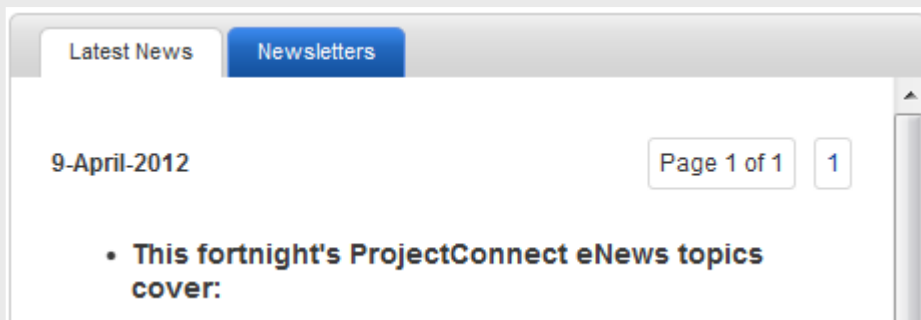 Latest News Newsletters
9-April-2012 Page 1 of 1 1
• This fortnight's ProjectConnect eNews topics
cover: